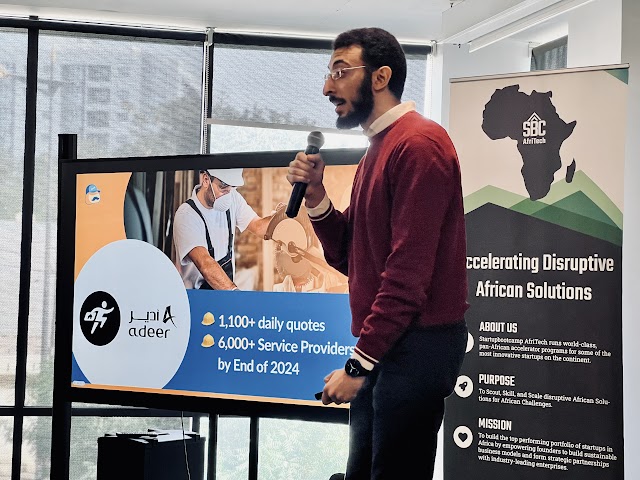 أدير
adeer
1,100+ daily quotes
6,000+ Service Providers
by End of 2024
SBC
AfriTech
ccelerating Disruptive
African Solutions
ABOUT US
Startupbootcamp AfriTech runs world-class,
pan-African accelerator programs for some of the
most innovative startups on the continent.
PURPOSE
To Scout, Skill, and Scale disruptive African Solu-
tions for African Challenges.
MISSION
To build the top performing portfolio of startups in
Africa by empowering founders to build sustainable
business models and form strategic partnerships
with industry-leading enterprises.